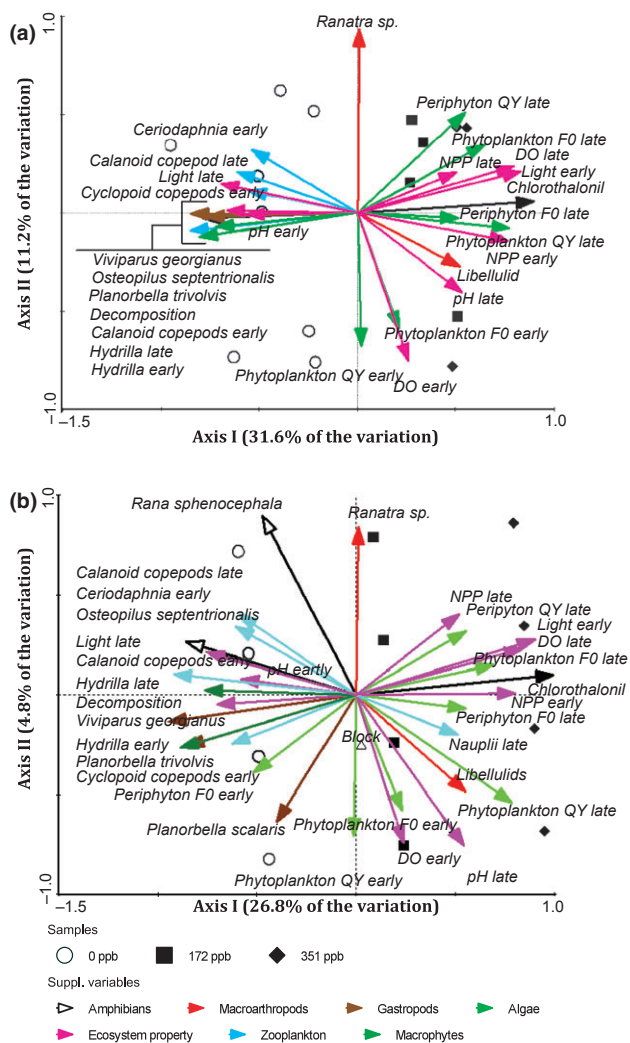 (a)
1.0
Ranatra sp.
Periphyton QY late
Ceriodaphnia early
Phytoplankton F0 late
Calanoid copepod late
NPP late
DO late
Light late
Light early
Cyclopoid copepods early
Chlorothalonil
Periphyton F0 late
pH early
Phytoplankton QY late
NPP early
Viviparus georgianus
Libellulid
Osteopilus septentrionalis
Planorbella trivolvis
pH late
Decomposition
Calanoid copepods early
Phytoplankton F0 early
Hydrilla late
Hydrilla early
Phytoplankton QY early
DO early
Axis II (11.2% of the variation)
-1.0
-1.5
1.0
Axis I (31.6% of the variation)
(b)
1.0
Rana sphenocephala
Ranatra sp.
Calanoid copepods late
Ceriodaphnia early
NPP late
Osteopilus septentrionalis
Peripyton QY late
Light early
Light late
DO late
Calanoid copepods early
pH eartly
Phytoplankton F0 late
Hydrilla late
Chlorothalonil
Decomposition
NPP early
Viviparus georgianus
Periphyton F0 late
Block
Hydrilla early
Nauplii late
Planorbella trivolvis
Cyclopoid copepods early
Libellulids
Periphyton F0 early
Phytoplankton QY late
Planorbella scalaris
Phytoplankton F0 early
DO early
Phytoplankton QY early
pH late
Axis II (4.8% of the variation)
-1.0
-1.5
1.0
Axis I (26.8% of the variation)
Samples
0 ppb
172 ppb
351 ppb
Suppl. variables
Amphibians
Macroarthropods
Gastropods
Algae
Ecosystem property
Zooplankton
Macrophytes